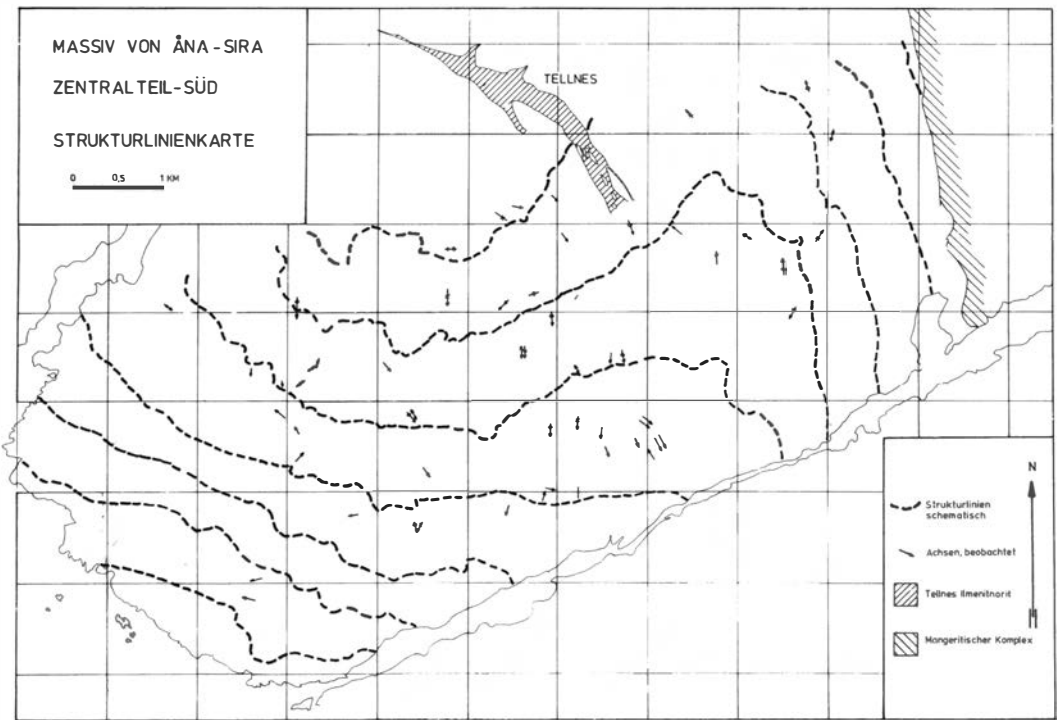 MASSIV VON ÅNA-SIRA
ZENTRALTEIL-SÜD
STRUKTURLINIENKARTE
0 0,5 1 KM
TELLNES
N
Strukturlinien
schematisch
Achsen, beobachtet
Tellnes Ilmenitnorit
Mangeritischer Komplex